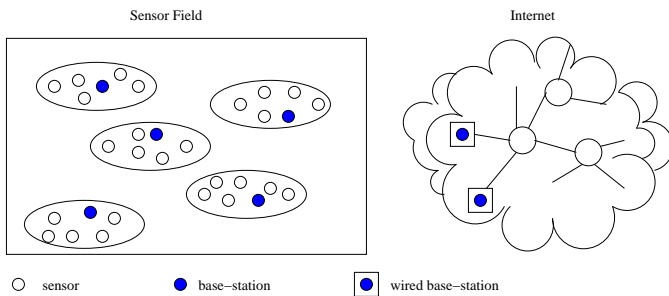 Sensor Field
Internet
sensor
base−station
wired base−station